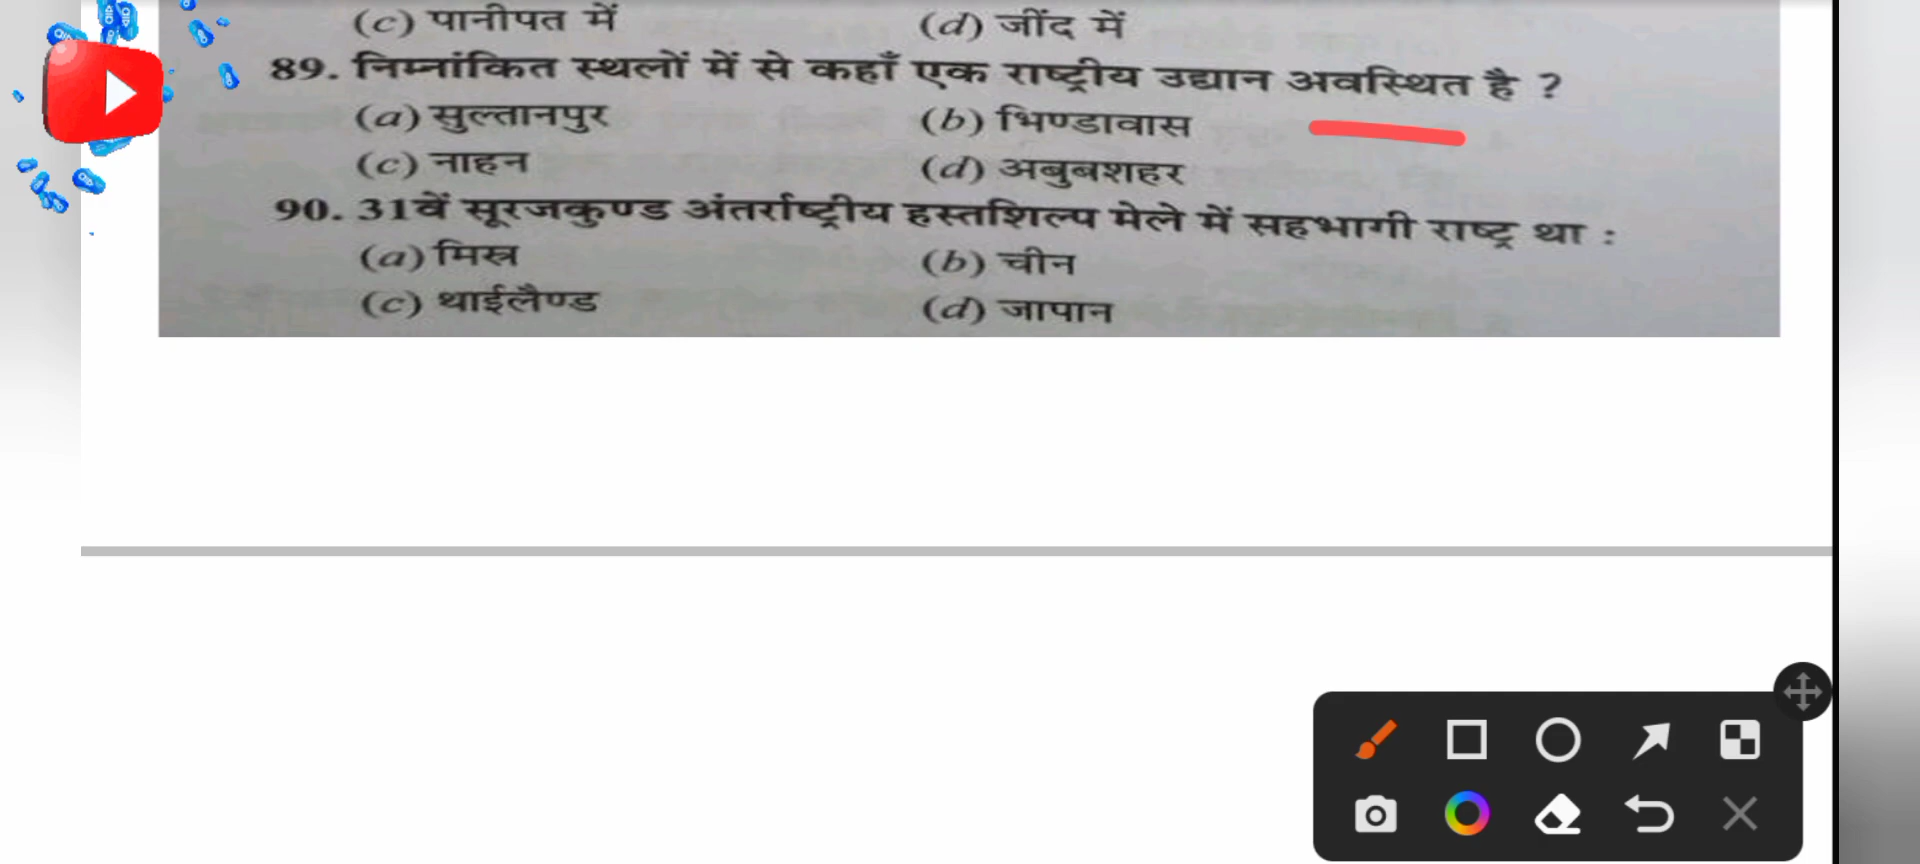 (c) पानीपत में (d) जींद में
89. निम्नांकित स्थलों में से कहाँ एक राष्ट्रीय उद्यान अवस्थित है ?
(a) सुल्तानपुर (b) भिण्डावास
(c) नाहन (d) अबुबशहर
90. 31वें सूरजकुण्ड अंतर्राष्ट्रीय हस्तशिल्प मेले में सहभागी राष्ट्र था :
(a) मिस्र (b) चीन
(c) थाईलैण्ड (d) जापान